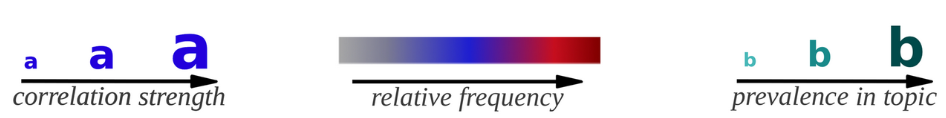 a a a
correlation strength
relative frequency
b b b
prevalence in topic